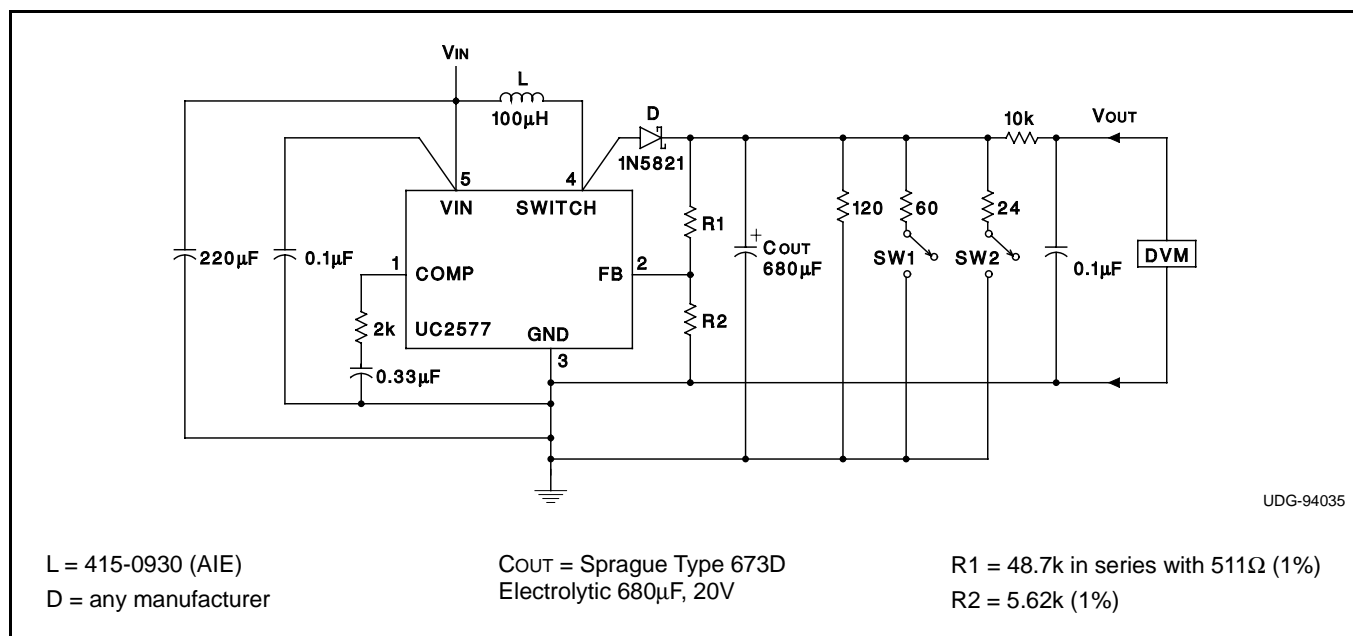 VIN
L
100µH
D
1N5821
10k
VOUT
5
4
VIN
SWITCH
R1
120
60
24
220µF
0.1µF
1
COMP
FB
2
+
COUT
680µF
SW1
SW2
0.1µF
DVM
2k
UC2577
GND
R2
3
0.33µF
UDG-94035
L = 415-0930 (AIE)
D = any manufacturer
COUT = Sprague Type 673D
Electrolytic 680µF, 20V
R1 = 48.7k in series with 511Ω (1%)
R2 = 5.62k (1%)